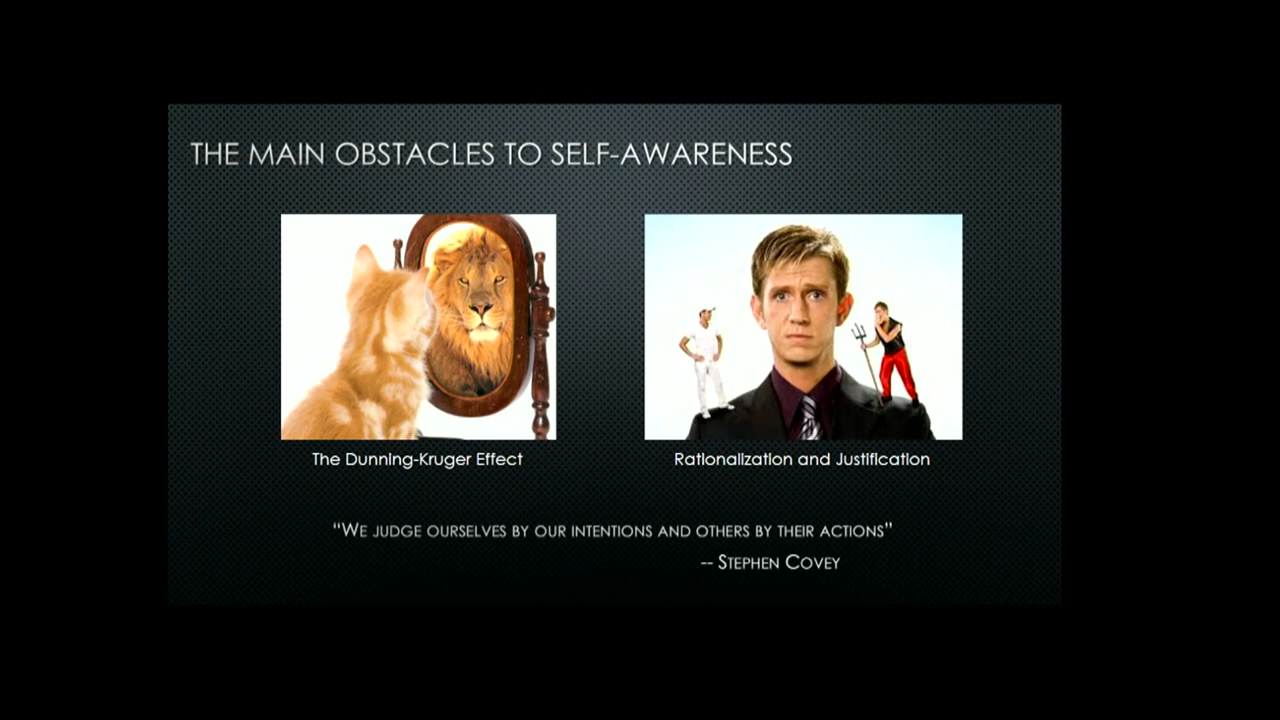 THE MAIN OBSTACLES TO SELF-AWARENESS
The Dunning-Kruger Effect
Rationalization and Justification
“WE JUDGE OURSELVES BY OUR INTENTIONS AND OTHERS BY THEIR ACTIONS”
-- STEPHEN COVEY